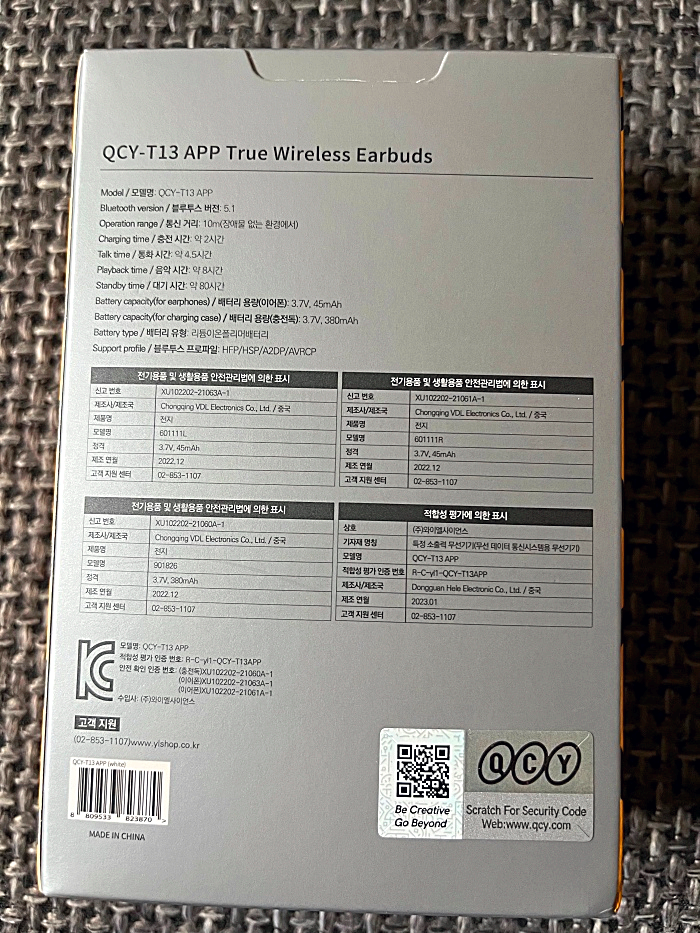 QCY-T13 APP True Wireless Earbuds
Model / 모델명: QCY-T13 APP
Bluetooth version / 블루투스 버전: 5.1
Operation range / 통신 거리: 10m(장애물 없는 환경에서)
Charging time / 충전 시간: 약 2시간
Talk time / 통화 시간: 약 4.5시간
Playback time / 음악 시간: 약 8시간
Standby time / 대기 시간: 약 80시간
Battery capacity(for earphones) / 배터리 용량(이어폰): 3.7V, 45mAh
Battery capacity(for charging case) / 배터리 용량(충전독): 3.7V, 380mAh
Battery type / 배터리 유형: 리튬이온폴리머배터리
Support profile / 블루투스 프로파일: HFP/HSP/A2DP/AVRCP
전기용품 및 생활용품 안전관리법에 의한 표시
신고 번호 XU102202-21063A-1
제조사/제조국 Chongqing VDL Electronics Co., Ltd. / 중국
제품명 전지
모델명 601111L
정격 3.7V, 45mAh
제조 연월 2022.12
고객 지원 센터 02-853-1107
전기용품 및 생활용품 안전관리법에 의한 표시
신고 번호 XU102202-21061A-1
제조사/제조국 Chongqing VDL Electronics Co., Ltd. / 중국
제품명 전지
모델명 601111R
정격 3.7V, 45mAh
제조 연월 2022.12
고객 지원 센터 02-853-1107
전기용품 및 생활용품 안전관리법에 의한 표시
신고 번호 XU102202-21060A-1
제조사/제조국 Chongqing VDL Electronics Co., Ltd. / 중국
제품명 전지
모델명 901826
정격 3.7V, 380mAh
제조 연월 2022.12
고객 지원 센터 02-853-1107
적합성 평가에 의한 표시
상호 (주)와이엘사이언스
기자재 명칭 특정 소출력 무선기기(무선 데이터 통신시스템용 무선기기)
모델명 QCY-T13 APP
적합성 평가 인증 번호 R-C-yl1-QCY-T13APP
제조사/제조국 Dongguan Hele Electronic Co., Ltd. / 중국
제조 연월 2023.01
고객 지원 센터 02-853-1107
모델명: QCY-T13 APP
적합성 평가 인증 번호: R-C-yl1-QCY-T13APP
안전 확인 인증 번호: (충전독)XU102202-21060A-1
(이어폰)XU102202-21063A-1
(이어폰)XU102202-21061A-1
수입사: (주)와이엘사이언스
고객 지원
(02-853-1107)www.ylshop.co.kr
QCY-T13 APP (white)
8 809533 823870 >
MADE IN CHINA
Be Creative
Go Beyond
QCY
Scratch For Security Code
Web:www.qcy.com